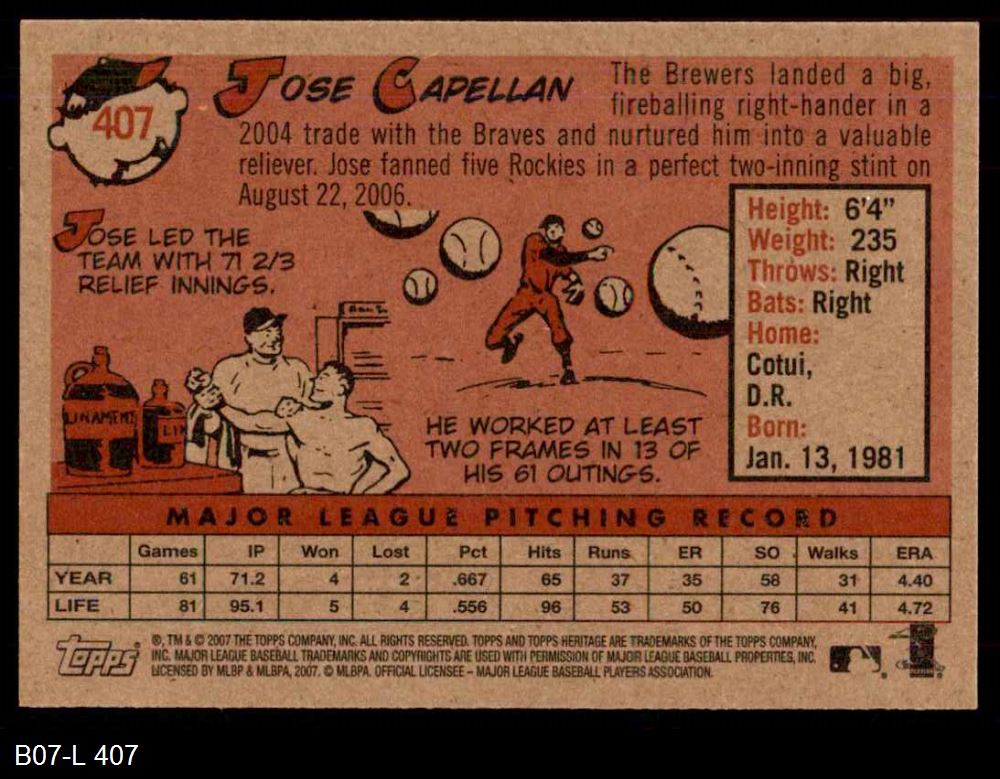 407
JOSE CAPELLAN
The Brewers landed a big,
fireballing right-hander in a
2004 trade with the Braves and nurtured him into a valuable
reliever. Jose fanned five Rockies in a perfect two-inning stint on
August 22, 2006.
JOSE LED THE
TEAM WITH 71 2/3
RELIEF INNINGS.
LINAMENT
LIN
HE WORKED AT LEAST
TWO FRAMES IN 13 OF
HIS 61 OUTINGS.
Height: 6'4"
Weight: 235
Throws: Right
Bats: Right
Home:
Cotui,
D.R.
Born:
Jan. 13, 1981
MAJOR LEAGUE PITCHING RECORD
Games IP Won Lost Pct Hits Runs ER SO Walks ERA
YEAR 61 71.2 4 2 .667 65 37 35 58 31 4.40
LIFE 81 95.1 5 4 .556 96 53 50 76 41 4.72
Topps
®, TM & © 2007 THE TOPPS COMPANY, INC. ALL RIGHTS RESERVED. TOPPS AND TOPPS HERITAGE ARE TRADEMARKS OF THE TOPPS COMPANY,
INC. MAJOR LEAGUE BASEBALL TRADEMARKS AND COPYRIGHTS ARE USED WITH PERMISSION OF MAJOR LEAGUE BASEBALL PROPERTIES, INC.
LICENSED BY MLBP & MLBPA, 2007. © MLBPA. OFFICIAL LICENSEE – MAJOR LEAGUE BASEBALL PLAYERS ASSOCIATION.
B07-L 407